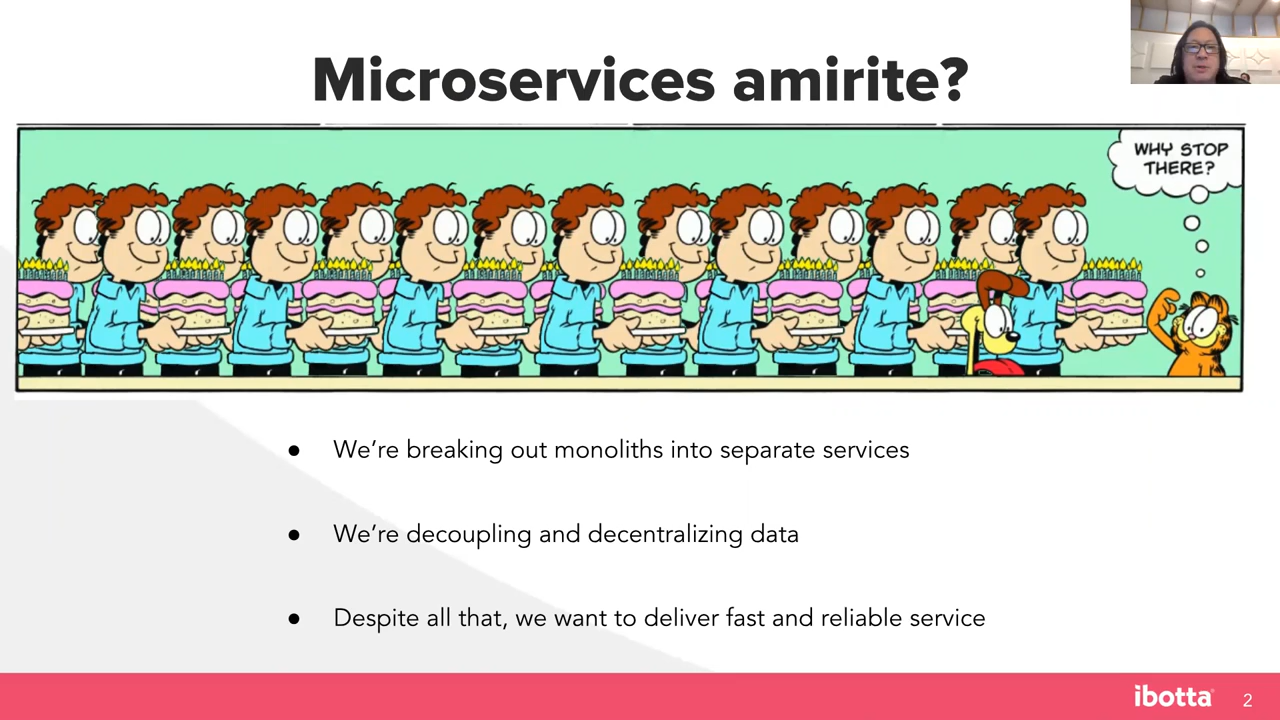 Microservices amirite?
WHY STOP
THERE?
● We’re breaking out monoliths into separate services
● We’re decoupling and decentralizing data
● Despite all that, we want to deliver fast and reliable service
ibotta
2